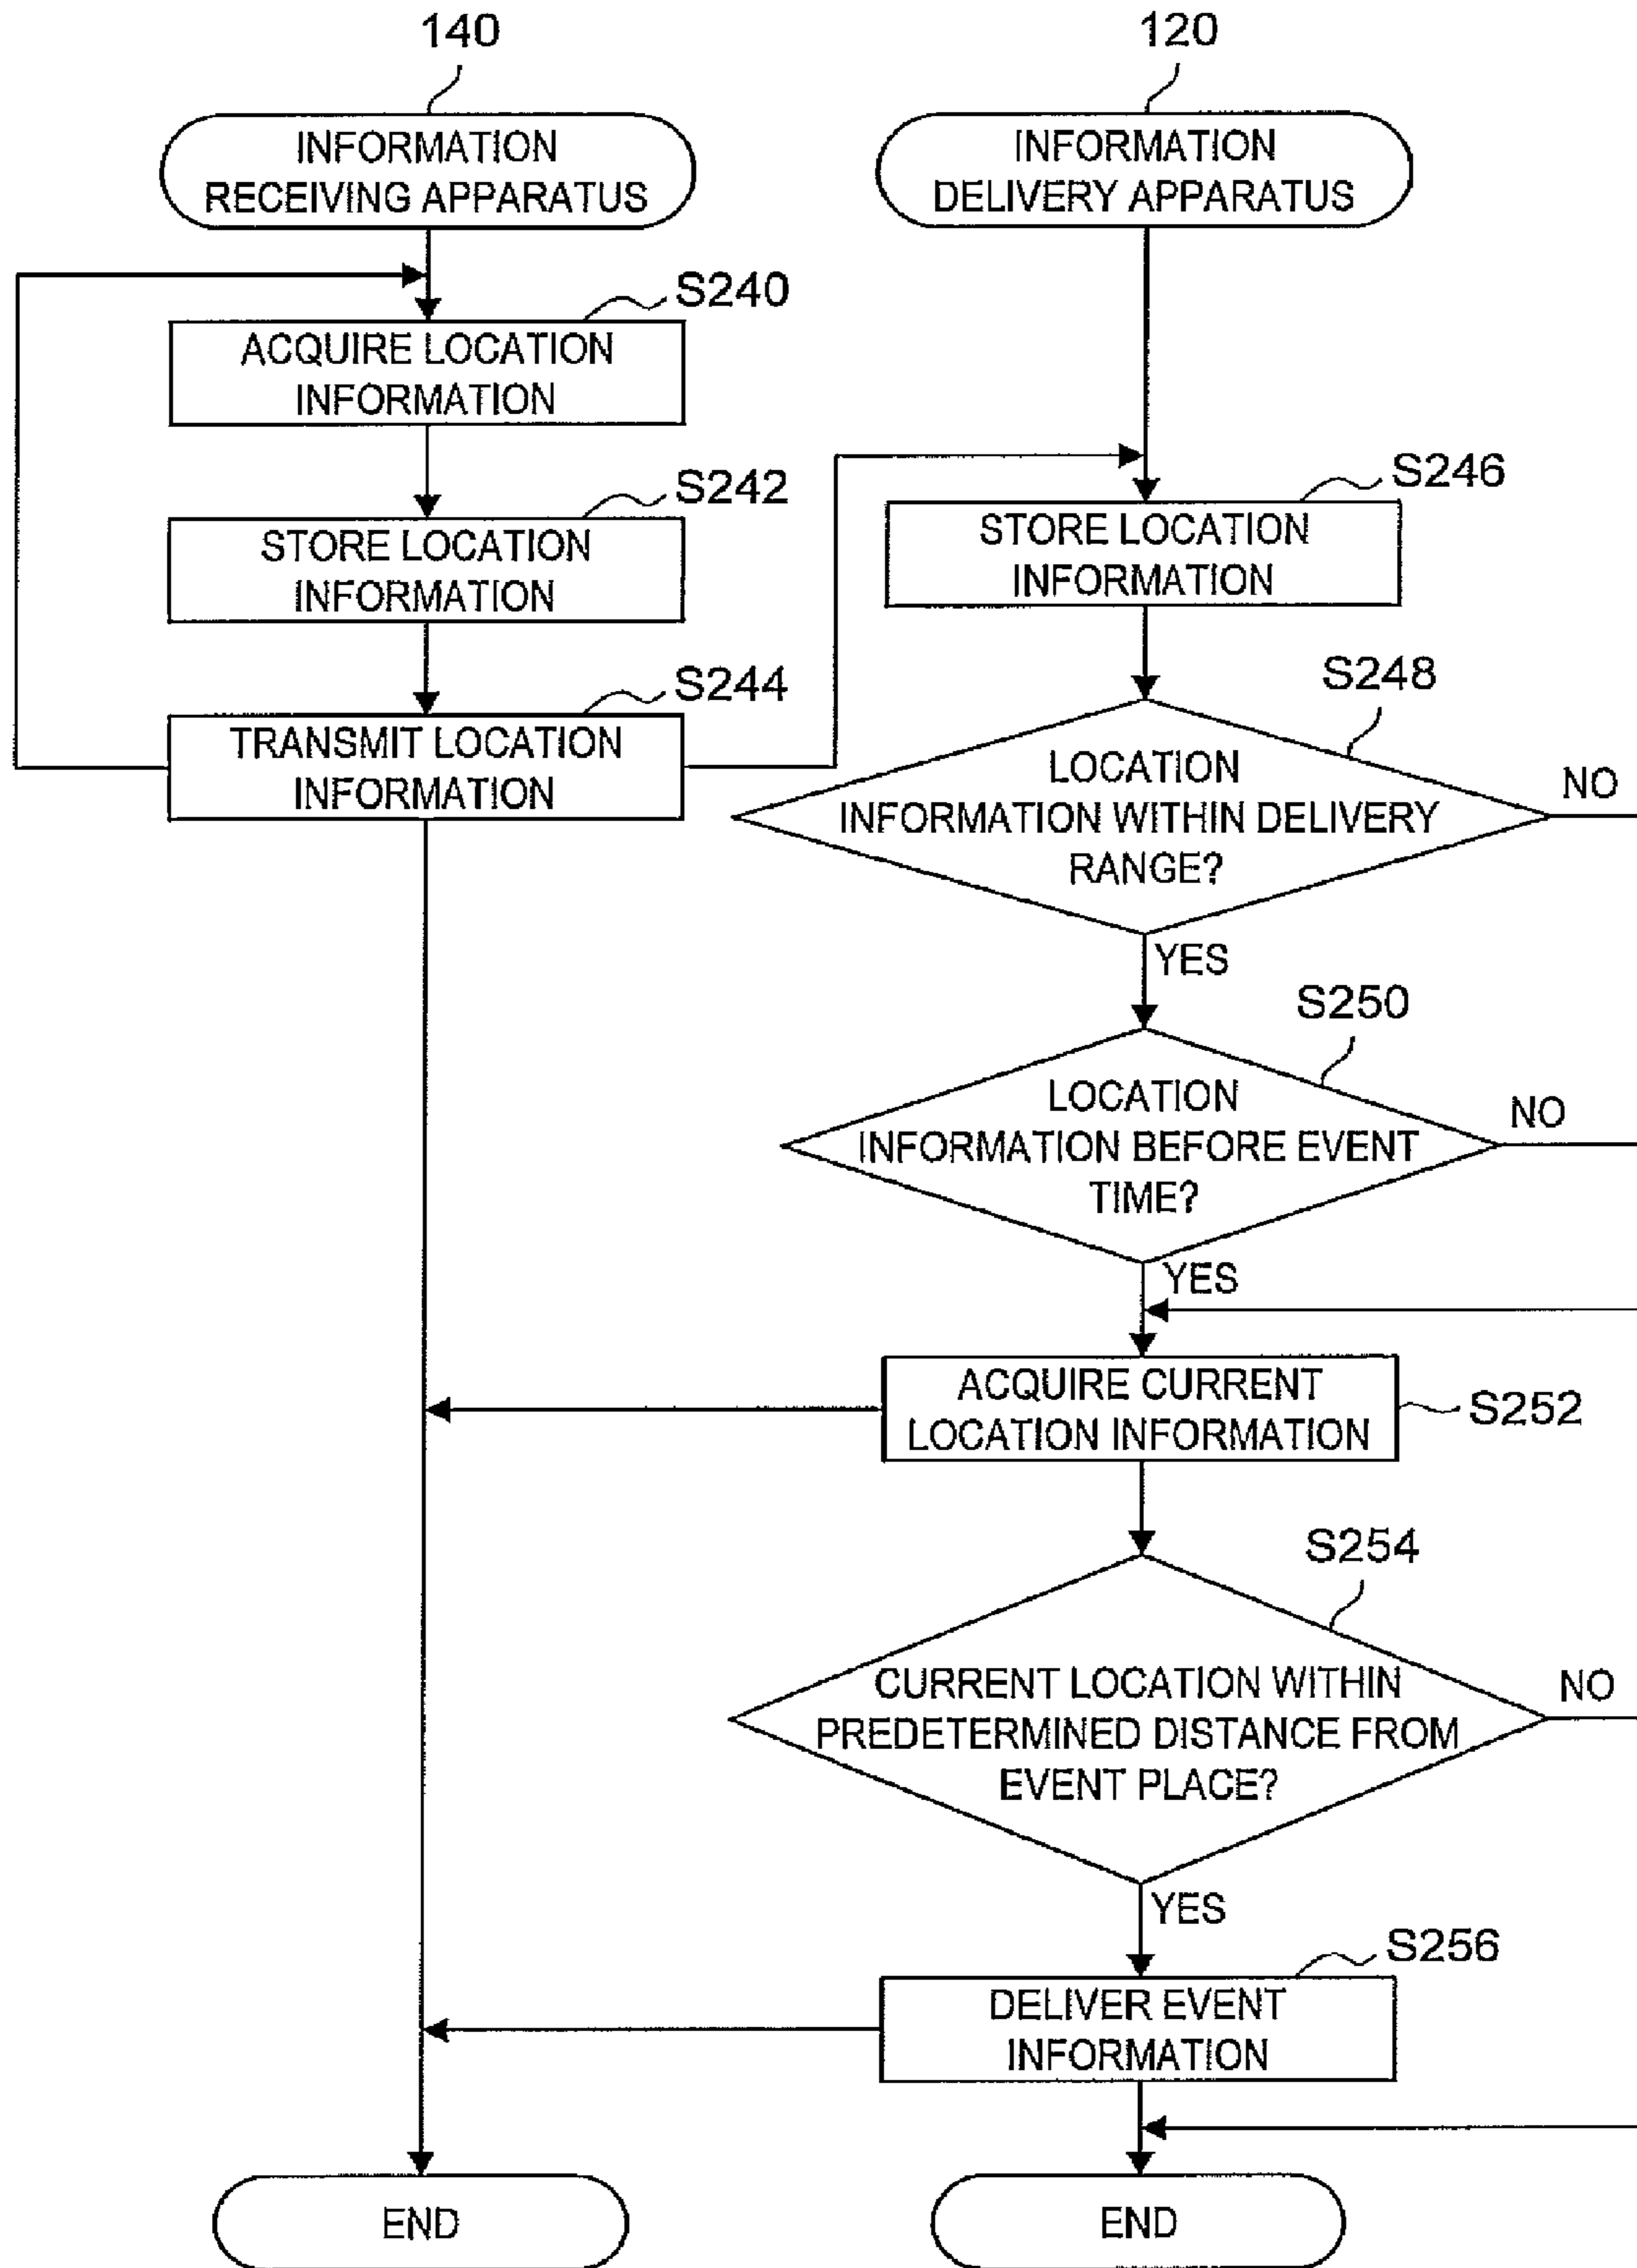 140
120
INFORMATION
RECEIVING APPARATUS
INFORMATION
DELIVERY APPARATUS
S240
ACQUIRE LOCATION
INFORMATION
S242
STORE LOCATION
INFORMATION
S246
STORE LOCATION
INFORMATION
S244
TRANSMIT LOCATION
INFORMATION
S248
LOCATION
INFORMATION WITHIN DELIVERY
RANGE?
NO
YES
S250
LOCATION
INFORMATION BEFORE EVENT
TIME?
NO
YES
ACQUIRE CURRENT
LOCATION INFORMATION
S252
S254
CURRENT LOCATION WITHIN
PREDETERMINED DISTANCE FROM
EVENT PLACE?
NO
YES
S256
DELIVER EVENT
INFORMATION
END
END